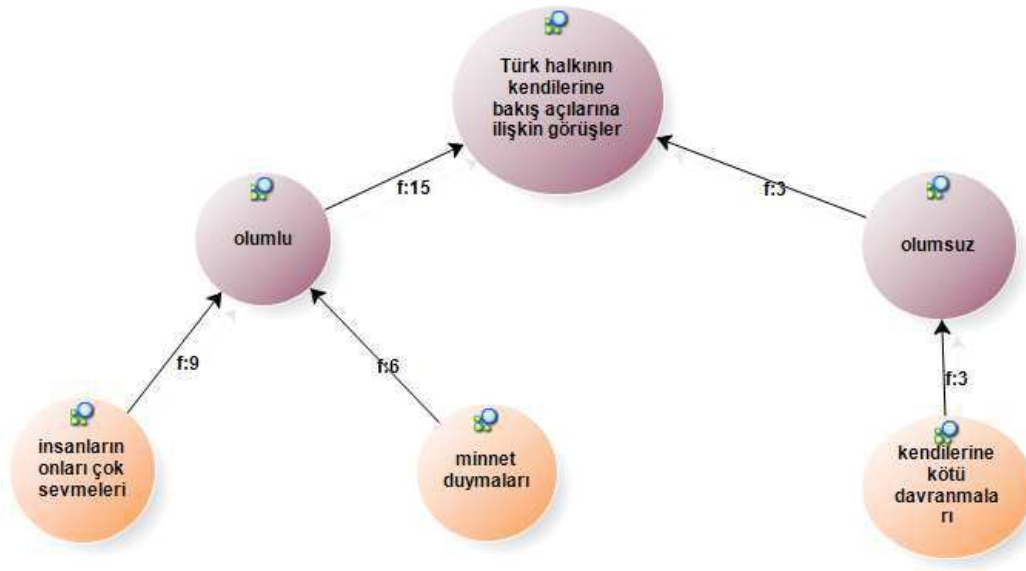 Türk halkının
kendilerine
bakış açılarına
ilişkin görüşler
f:15
f:3
olumlu
olumsuz
f:9
f:6
f:3
insanların
onları çok
sevmeleri
minnet
duymaları
kendilerine
kötü
davranmala
rı